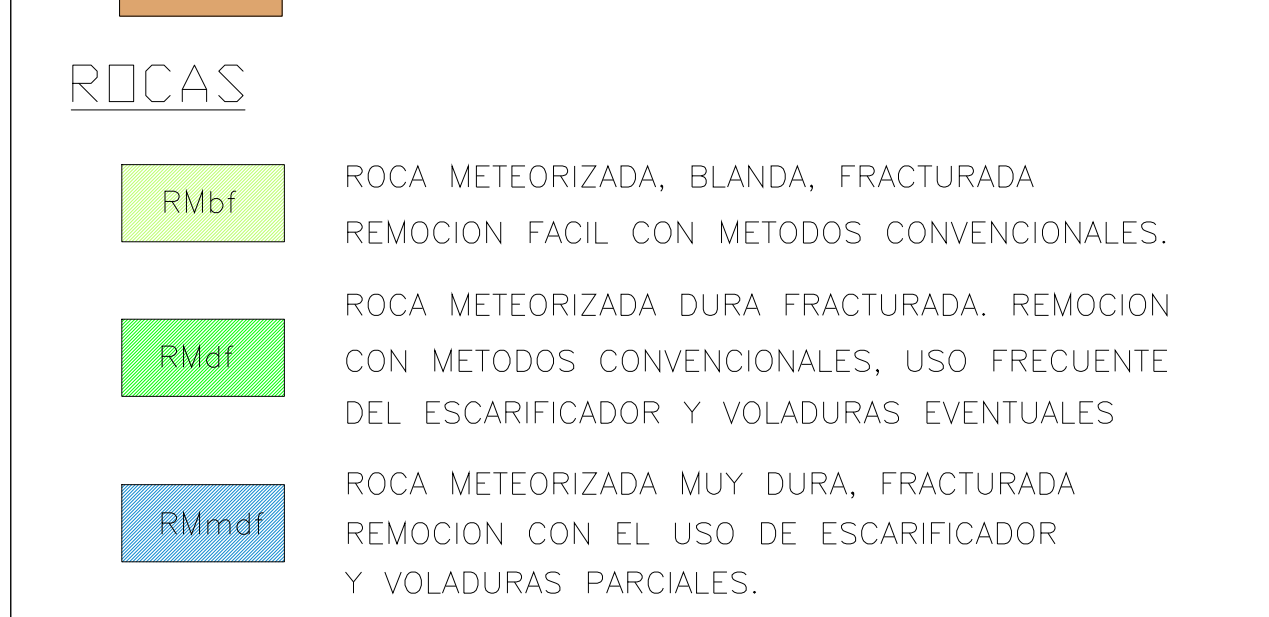 ROCAS
RMbf
ROCA METEORIZADA, BLANDA, FRACTURADA
REMOCION FACIL CON METODOS CONVENCIONALES.
RMdf
ROCA METEORIZADA DURA FRACTURADA. REMOCION
CON METODOS CONVENCIONALES, USO FRECUENTE
DEL ESCARIFICADOR Y VOLADURAS EVENTUALES
RMmdf
ROCA METEORIZADA MUY DURA, FRACTURADA
REMOCION CON EL USO DE ESCARIFICADOR
Y VOLADURAS PARCIALES.